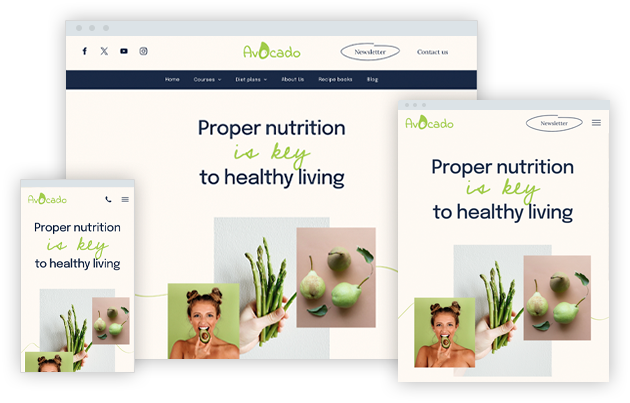 Avocado
Newsletter
Contact us
Home
Courses
Diet plans
About Us
Recipe books
Blog
Proper nutrition
is key
to healthy living
Avocado
Newsletter
Proper nutrition
is key
to healthy living
Avocado
Proper nutrition
is key
to healthy living